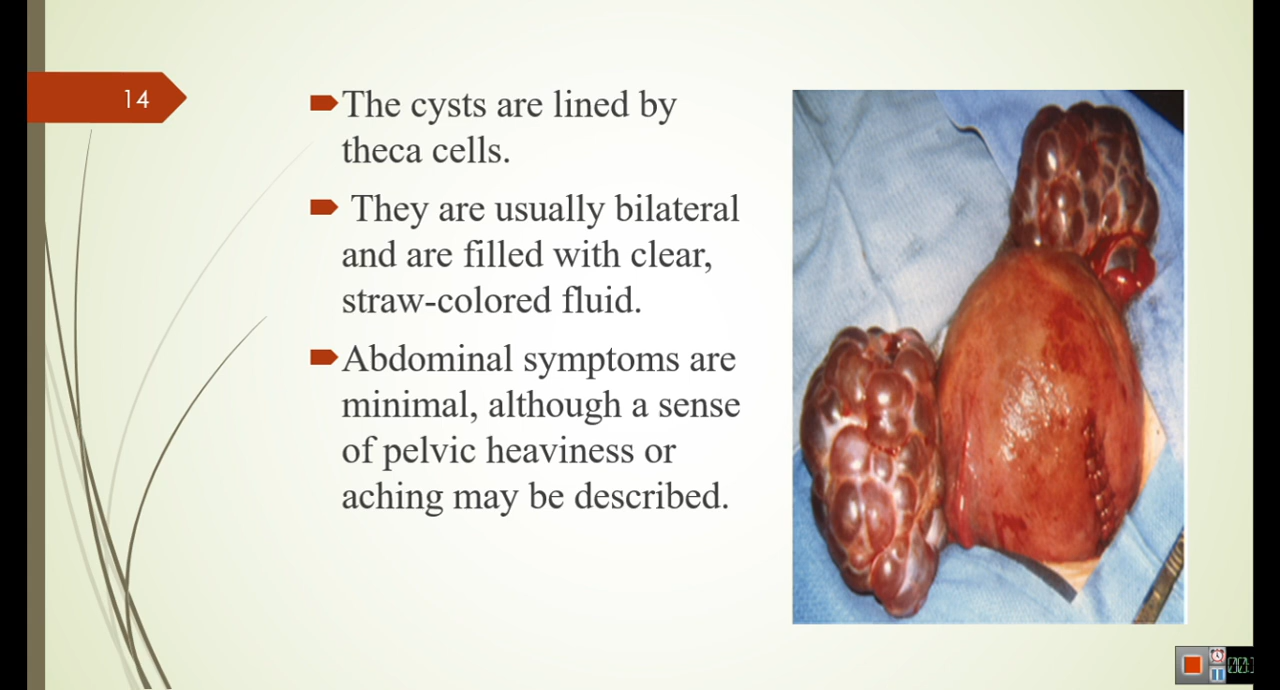 14
The cysts are lined by
theca cells.
They are usually bilateral
and are filled with clear,
straw-colored fluid.
Abdominal symptoms are
minimal, although a sense
of pelvic heaviness or
aching may be described.